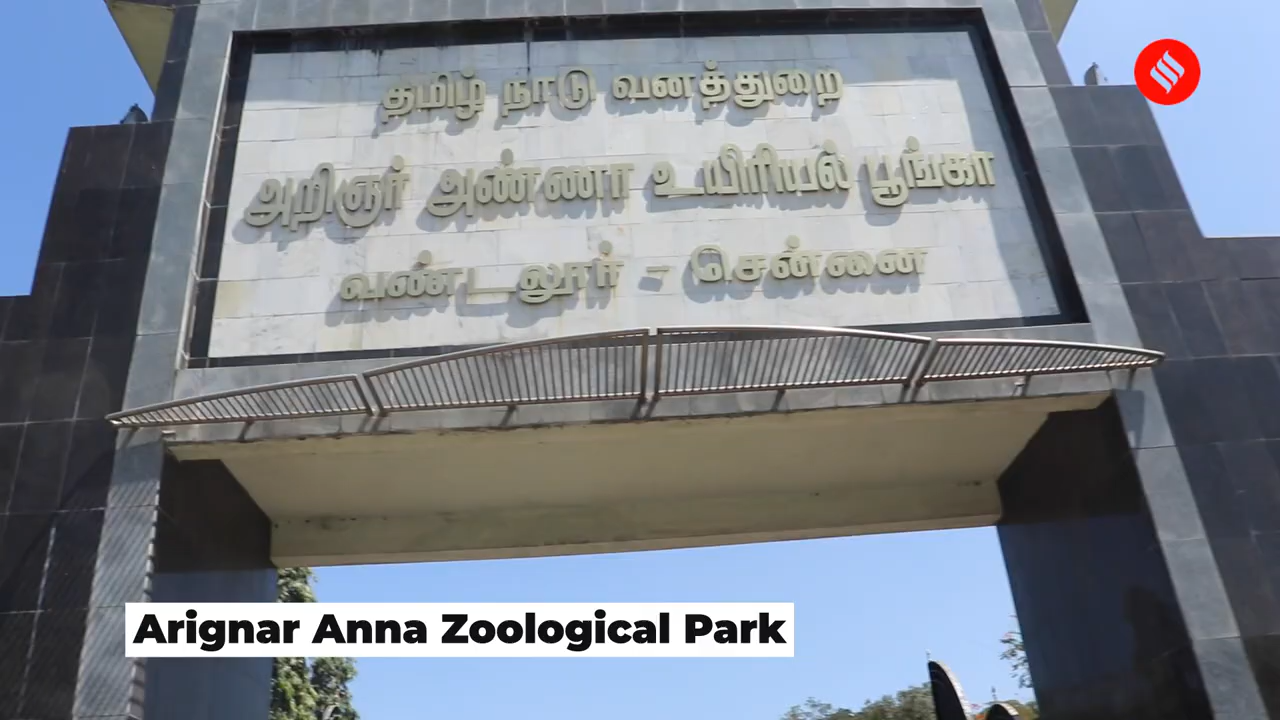 தமிழ் நாடு வனத்துறை
அறிஞர் அண்ணா உயிரியல் பூங்கா
வண்டலூர் - சென்னை
Arignar Anna Zoological Park